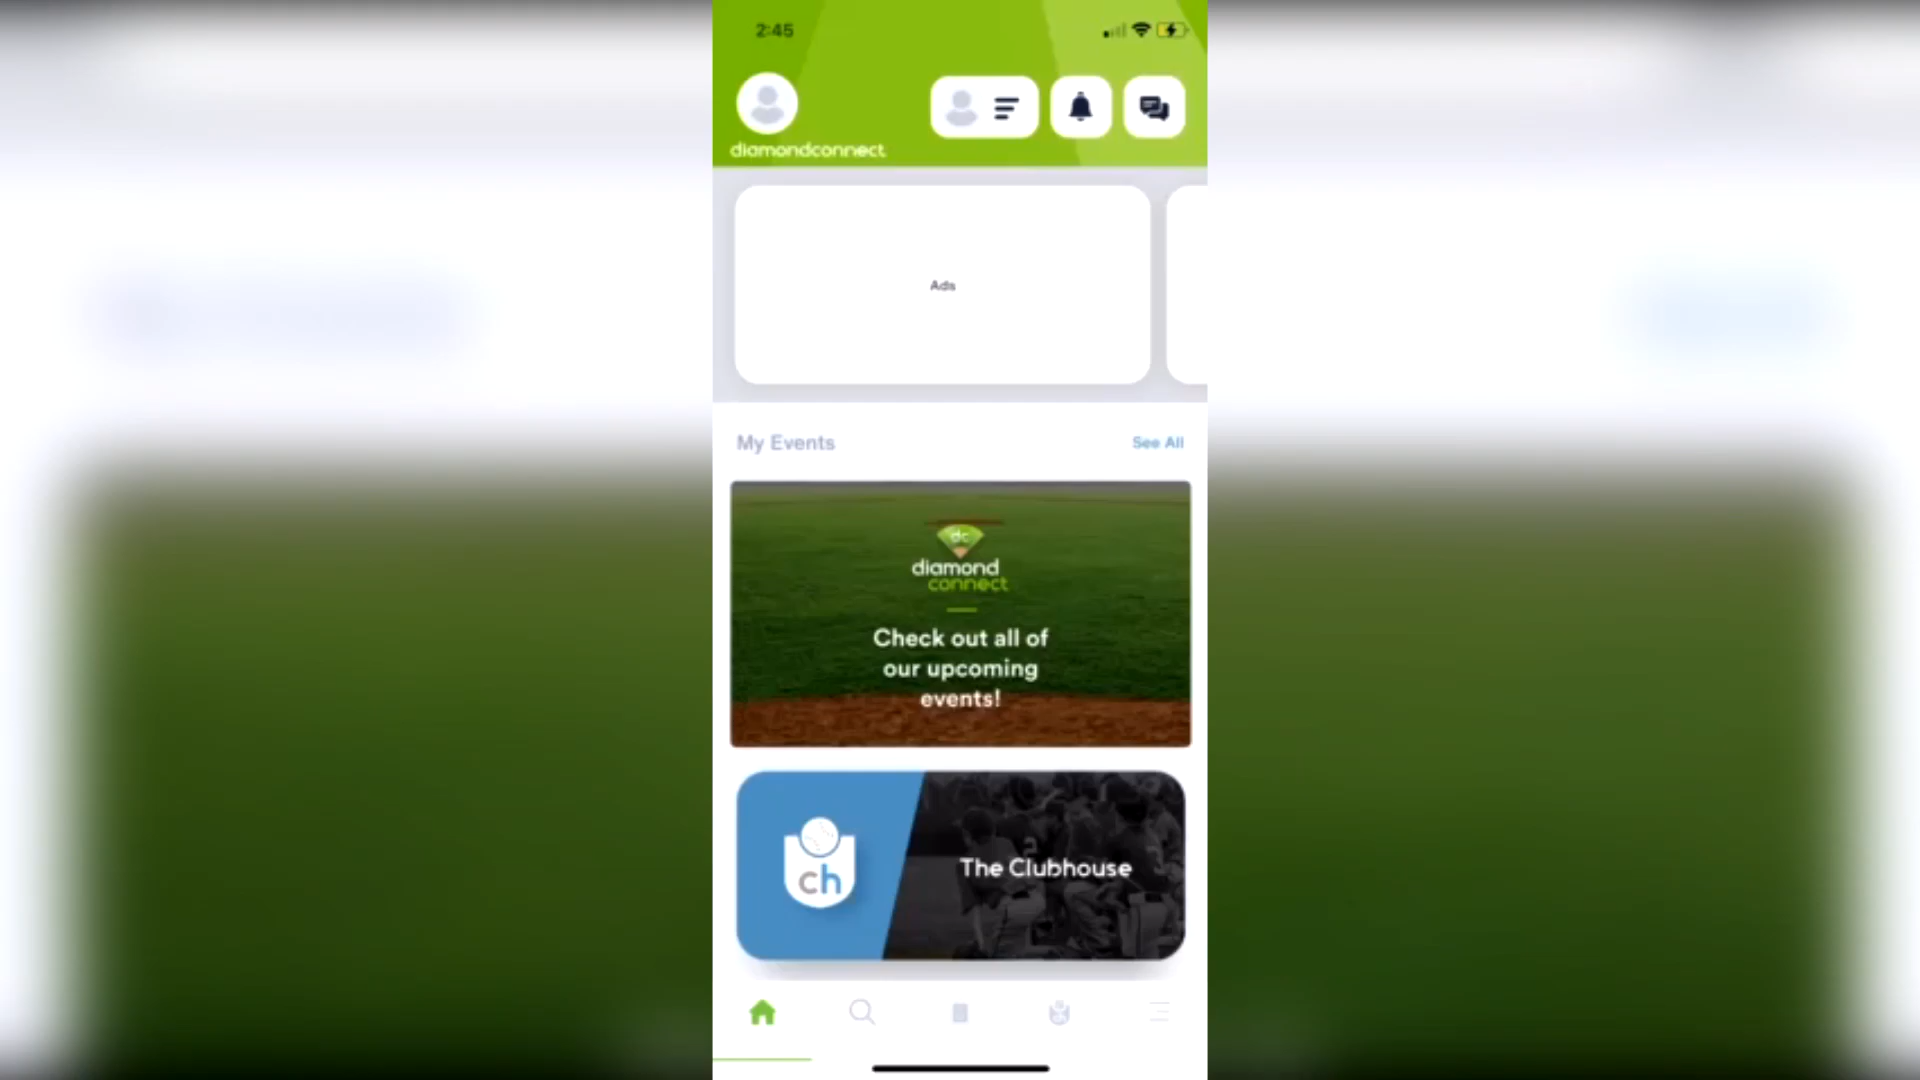 2:45
diamondconnect
Ads
My Events
See All
dc
diamond
connect
Check out all of
our upcoming
events!
ch
The Clubhouse